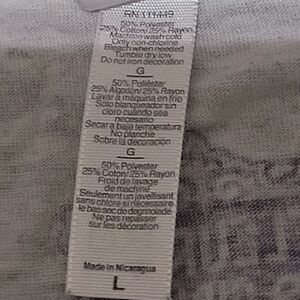 RN 111449
50% Polyester
25% Cotton/25% Rayon
Machine wash cold
Only non-chlorine
Bleach when needed
Tumble dry low
Do not iron decoration
G
50% Poliéster
25% Algodón/25% Rayon
Lavar a maquina en frio
Solo blanqueador sin
cloro cuando sea
necesario
Secar a baja temperatura
No planche
Sobre la decoración
G
50% Polyester
25% Coton/25% Rayon
Froid de lavage
de machine
Seulement un javellisant
sans chlore si nécessaire
le bas sec de
Ne pas repasser
sur les décoration
Made in Nicaragua
L